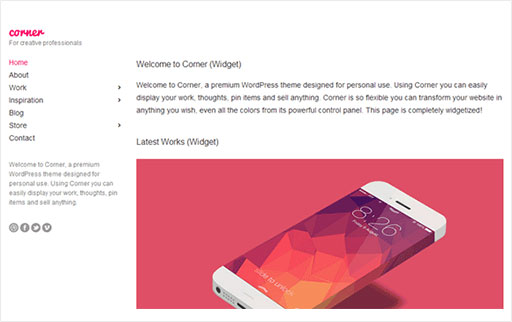 corner
For creative professionals
Home
About
Work
Inspiration
Blog
Store
Contact
Welcome to Corner, a premium
WordPress theme designed for
personal use. Using Corner you can
easily display your work, thoughts, pin
items and sell anything.
Welcome to Corner (Widget)
Welcome to Corner, a premium WordPress theme designed for personal use. Using Corner you can easily
display your work, thoughts, pin items and sell anything. Corner is so flexible you can transform your website in
anything you wish, even all the colors from its powerful control panel. This page is completely widgetized!
Latest Works (Widget)
8:26
Friday 9 August
slide to unlock